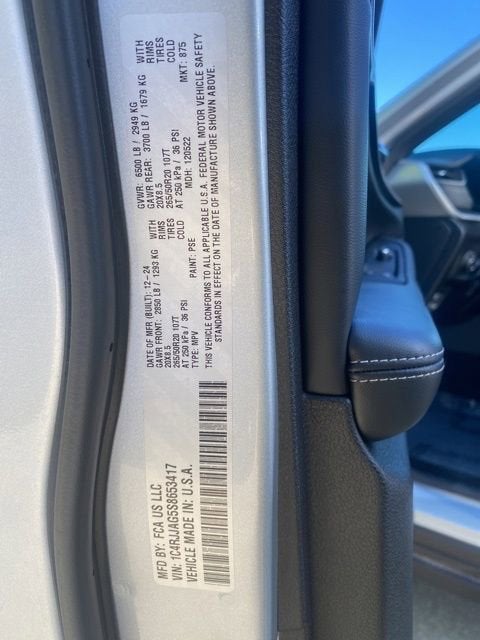 MFD BY: FCA US LLC
VIN: 1C4RJJAG5S8653417
VEHICLE MADE IN: U.S.A.
DATE OF MFR (BUILT): 12-24
GAWR FRONT: 2850 LB / 1293 KG
20X8.5
265/50R20 107T
AT 250 kPa / 36 PSI
TYPE: MPV
WITH
RIMS
TIRES
COLD
PAINT: PSE
GVWR: 6500 LB / 2949 KG
GAWR REAR: 3700 LB / 1679 KG
20X8.5
265/50R20 107T
AT 250 kPa / 36 PSI
MDH: 120522
WITH
RIMS
TIRES
COLD
MKT: 875
THIS VEHICLE CONFORMS TO ALL APPLICABLE U.S.A. FEDERAL MOTOR VEHICLE SAFETY
STANDARDS IN EFFECT ON THE DATE OF MANUFACTURE SHOWN ABOVE.